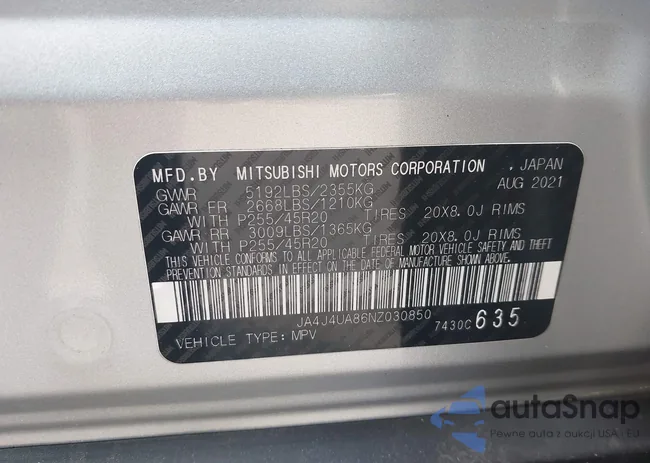 MFD.BY MITSUBISHI MOTORS CORPORATION . JAPAN
GVWR 5192LBS/2355KG AUG 2021
GAWR FR 2668LBS/1210KG
WITH P255/45R20 TIRES 20X8.0J RIMS
GAWR RR 3009LBS/1365KG
WITH P255/45R20 TIRES 20X8.0J RIMS
THIS VEHICLE CONFORMS TO ALL APPLICABLE FEDERAL MOTOR VEHICLE SAFETY AND THEFT
PREVENTION STANDARDS IN EFFECT ON THE DATE OF MANUFACTURE SHOWN ABOVE.
JA4J4UA86NZ030850
7430C 635
VEHICLE TYPE: MPV
autaSnap
Pewne auta z aukcji USA i EU